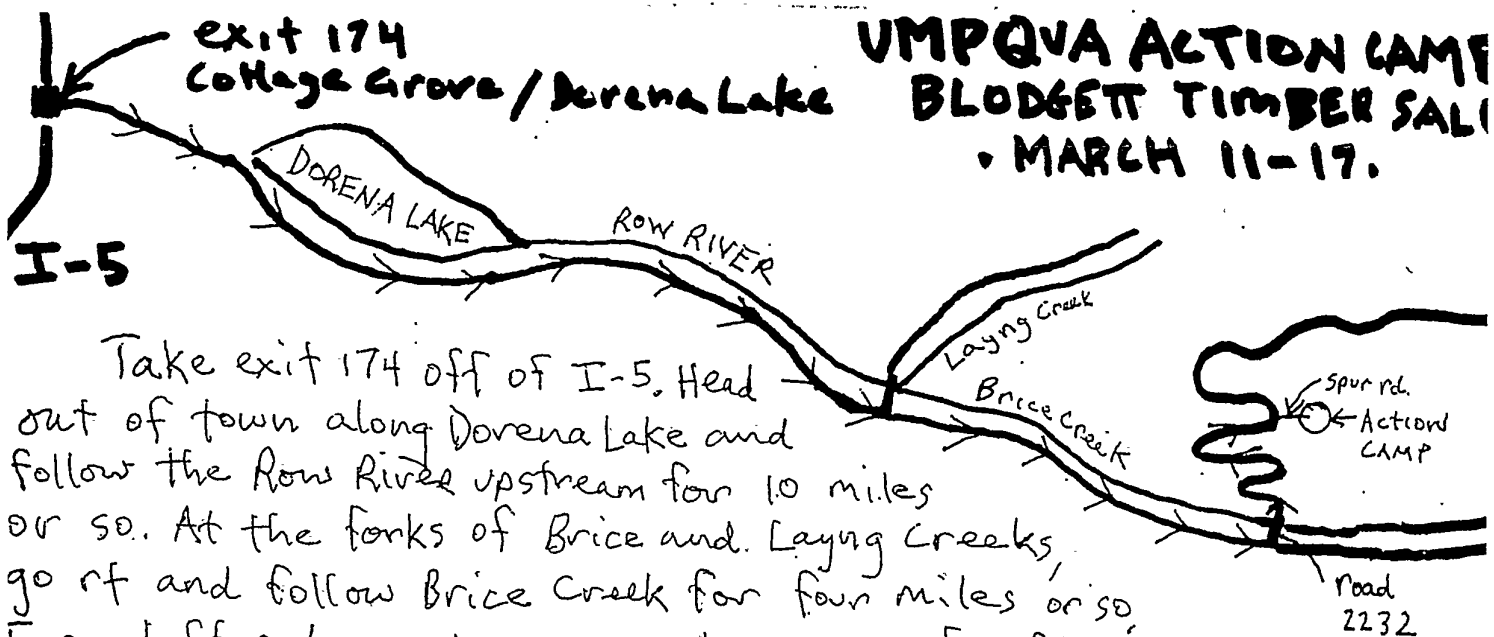 exit 174
Cottage Grove / Dorena Lake
UMPQUA ACTION CAMP
BLODGETT TIMBER SAL
• MARCH 11-17.
I-5
DORENA LAKE
ROW RIVER
Layng Creek
Brice Creek
Spur rd.
Action
CAMP
road
2232
Take exit 174 off of I-5. Head
out of town along Dorena Lake and
follow the Row River upstream for 10 miles
or so. At the forks of Brice and Layng Creeks,
go rt and follow Brice Creek for four miles or so.